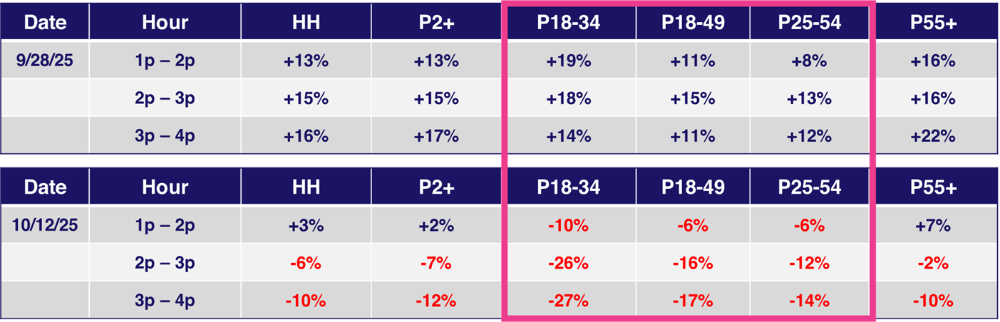 Date Hour HH P2+ P18-34 P18-49 P25-54 P55+
9/28/25 1p – 2p +13% +13% +19% +11% +8% +16%
2p – 3p +15% +15% +18% +15% +13% +16%
3p – 4p +16% +17% +14% +11% +12% +22%
Date Hour HH P2+ P18-34 P18-49 P25-54 P55+
10/12/25 1p – 2p +3% +2% -10% -6% -6% +7%
2p – 3p -6% -7% -26% -16% -12% -2%
3p – 4p -10% -12% -27% -17% -14% -10%